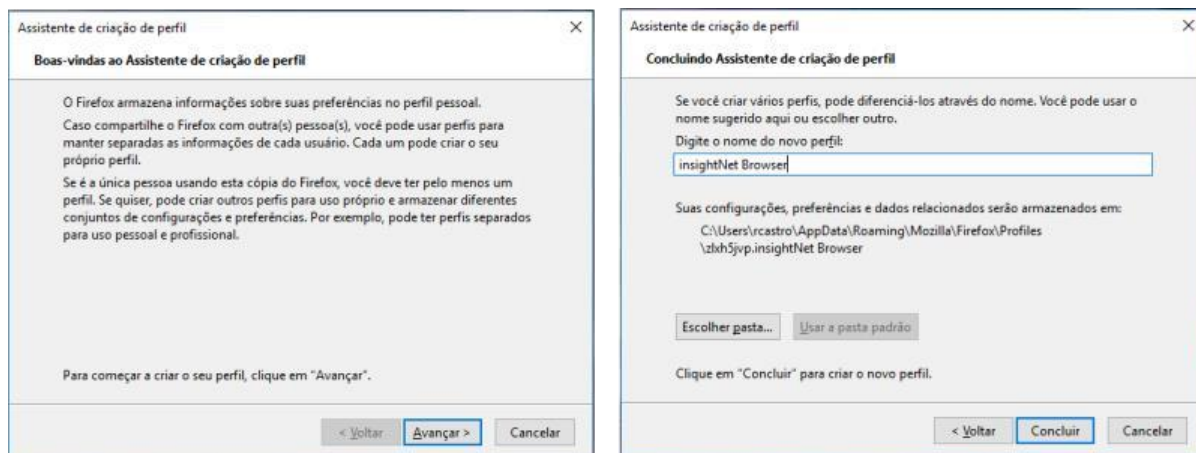 Assistente de criação de perfil
Boas-vindas ao Assistente de criação de perfil
O Firefox armazena informações sobre suas preferências no perfil pessoal.
Caso compartilhe o Firefox com outra(s) pessoa(s), você pode usar perfis para
manter separadas as informações de cada usuário. Cada um pode criar o seu
próprio perfil.
Se é a única pessoa usando esta cópia do Firefox, você deve ter pelo menos um
perfil. Se quiser, pode criar outros perfis para uso próprio e armazenar diferentes
conjuntos de configurações e preferências. Por exemplo, pode ter perfis separados
para uso pessoal e profissional.
Para começar a criar o seu perfil, clique em "Avançar".
< Voltar
Avançar >
Cancelar
Assistente de criação de perfil
Concluindo Assistente de criação de perfil
Se você criar vários perfis, pode diferenciá-los através do nome. Você pode usar o
nome sugerido aqui ou escolher outro.
Digite o nome do novo perfil:
insightNet Browser
Suas configurações, preferências e dados relacionados serão armazenados em:
C:\Users\rcastro\AppData\Roaming\Mozilla\Firefox\Profiles
\zlxh5jvp.insightNet Browser
Escolher pasta...
Usar a pasta padrão
Clique em "Concluir" para criar o novo perfil.
< Voltar
Concluir
Cancelar